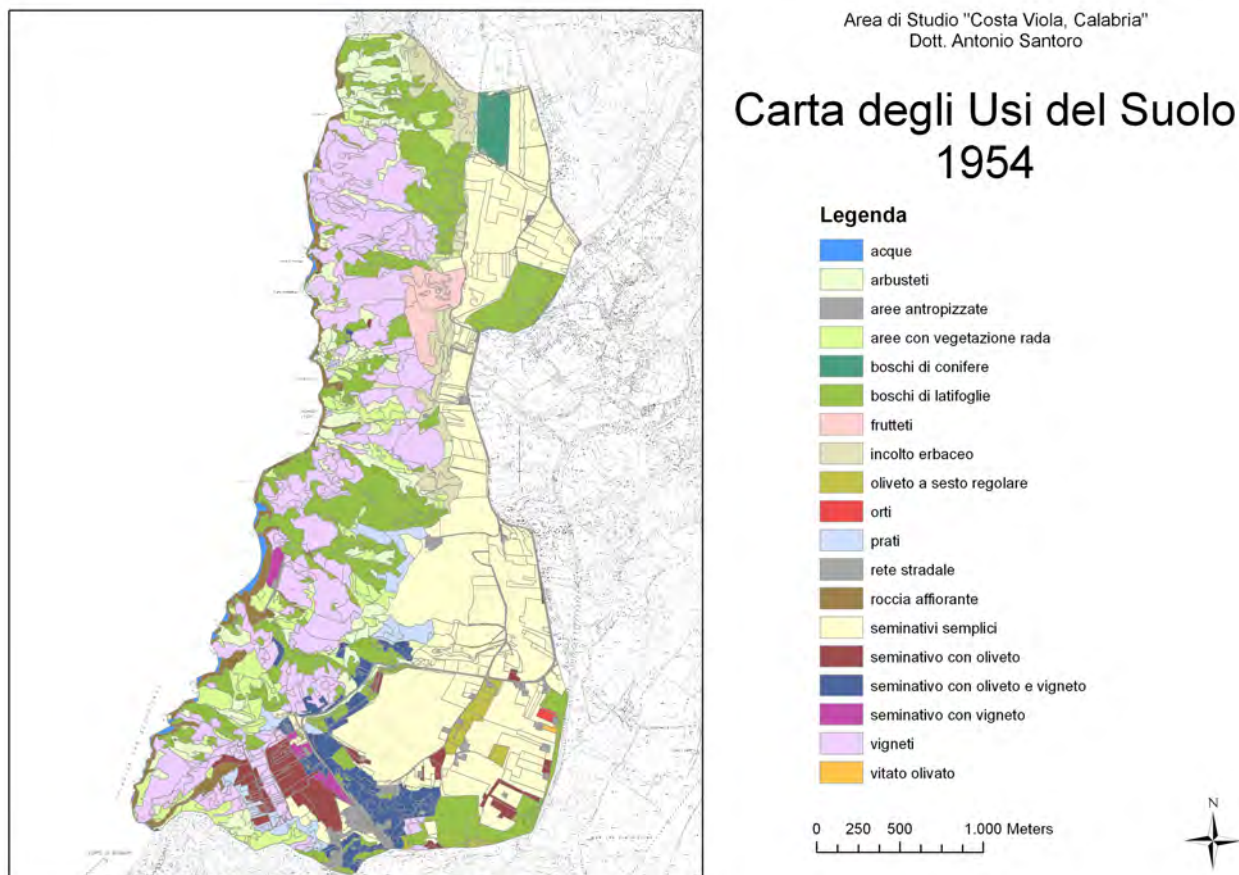 Area di Studio "Costa Viola, Calabria"
Dott. Antonio Santoro
Carta degli Usi del Suolo
1954
Legenda
acque
arbusteti
aree antropizzate
aree con vegetazione rada
boschi di conifere
boschi di latifoglie
frutteti
incolto erbaceo
oliveto a sesto regolare
orti
prati
rete stradale
roccia affiorante
seminativi semplici
seminativo con oliveto
seminativo con oliveto e vigneto
seminativo con vigneto
vigneti
vitato olivato
0 250 500 1.000 Meters
N